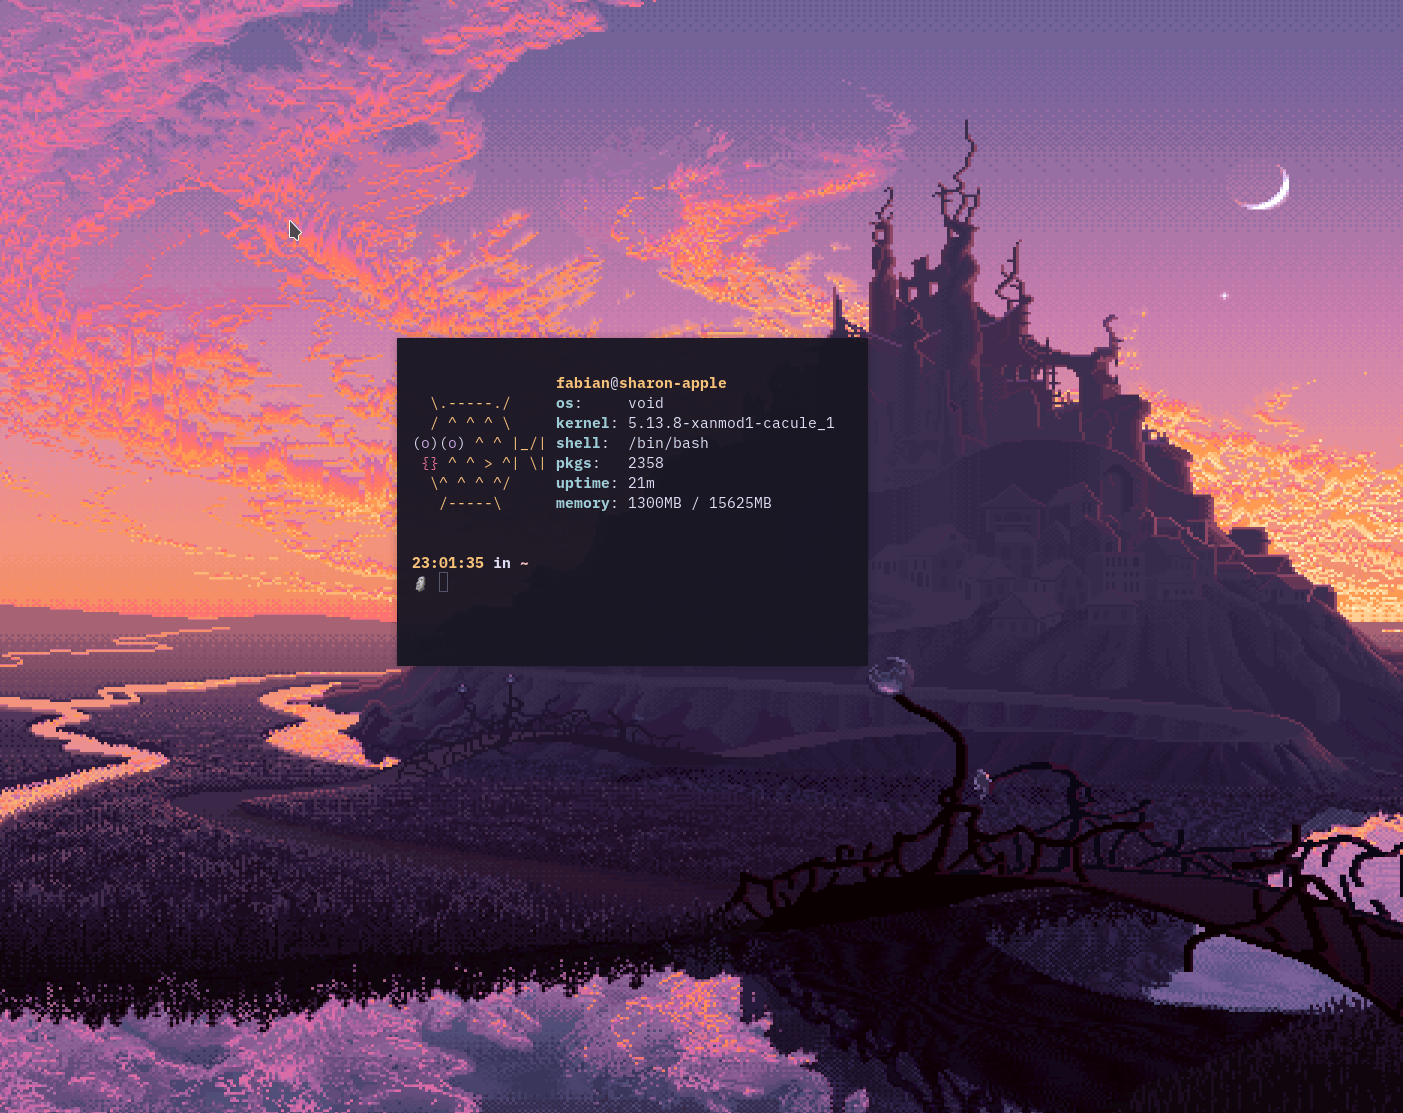 fabian@sharon-apple
\.-----./ os: void
/ ^ ^ ^ \ kernel: 5.13.8-xanmod1-cacule_1
(o)(o) ^ ^ |_/| shell: /bin/bash
{} ^ ^ > ^| \| pkgs: 2358
\^ ^ ^ ^/ uptime: 21m
/-----\ memory: 1300MB / 15625MB
23:01:35 in ~